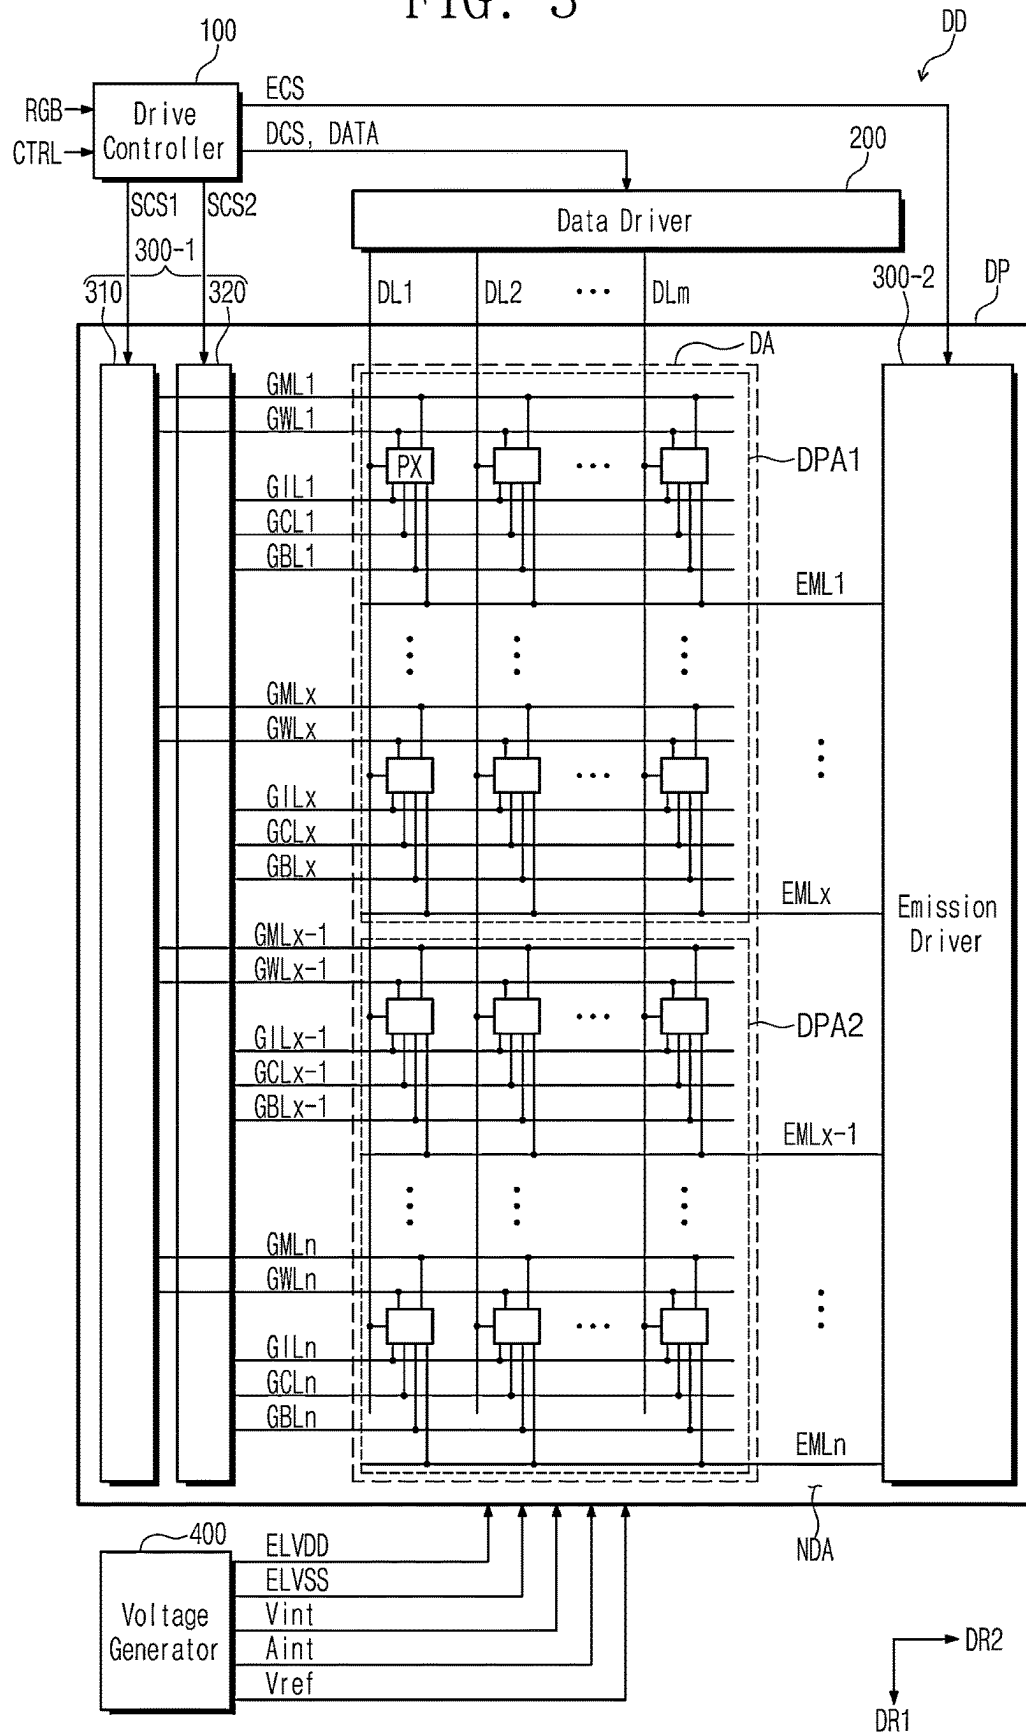 FIG. 3
DD
100
RGB
CTRL
Drive
Controller
ECS
DCS, DATA
200
SCS1
SCS2
Data Driver
300-1
310
320
DL1
DL2
...
DLm
300-2
DP
DA
GML1
GWL1
PX
...
DPA1
GIL1
GCL1
GBL1
EML1
GMLx
GWLx
...
GILx
GCLx
GBLx
EMLx
Emission
Driver
GMLx-1
GWLx-1
...
DPA2
GILx-1
GCLx-1
GBLx-1
EMLx-1
GMLn
GWLn
...
GILn
GCLn
GBLn
EMLn
NDA
400
Voltage
Generator
ELVDD
ELVSS
Vint
Aint
Vref
DR2
DR1